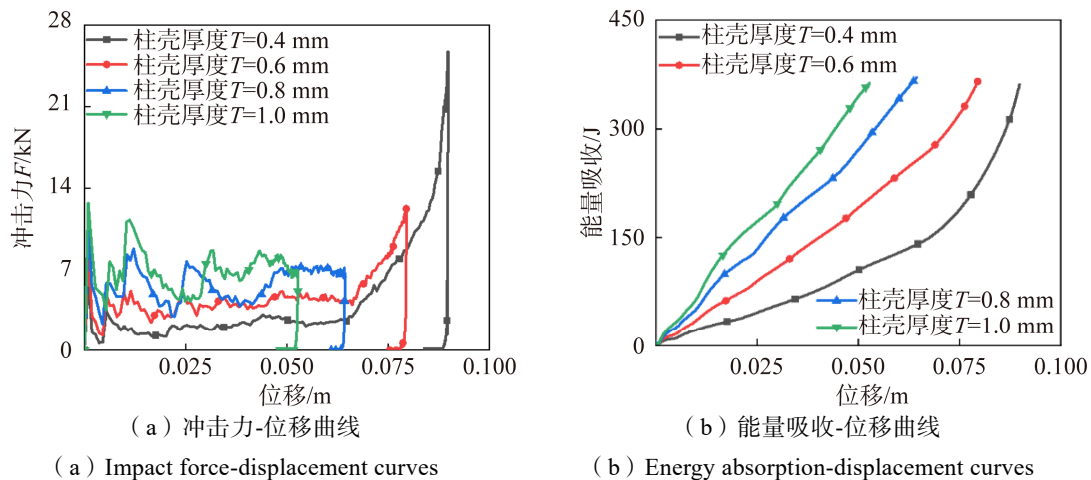 28
21
14
7
0
冲击力F/kN
柱壳厚度T=0.4 mm
柱壳厚度T=0.6 mm
柱壳厚度T=0.8 mm
柱壳厚度T=1.0 mm
0.025
0.050
0.075
0.100
位移/m
(a)冲击力-位移曲线
(a)Impact force-displacement curves
450
300
150
0
能量吸收/J
柱壳厚度T=0.4 mm
柱壳厚度T=0.6 mm
柱壳厚度T=0.8 mm
柱壳厚度T=1.0 mm
0.025
0.050
0.075
0.100
位移/m
(b)能量吸收-位移曲线
(b)Energy absorption-displacement curves